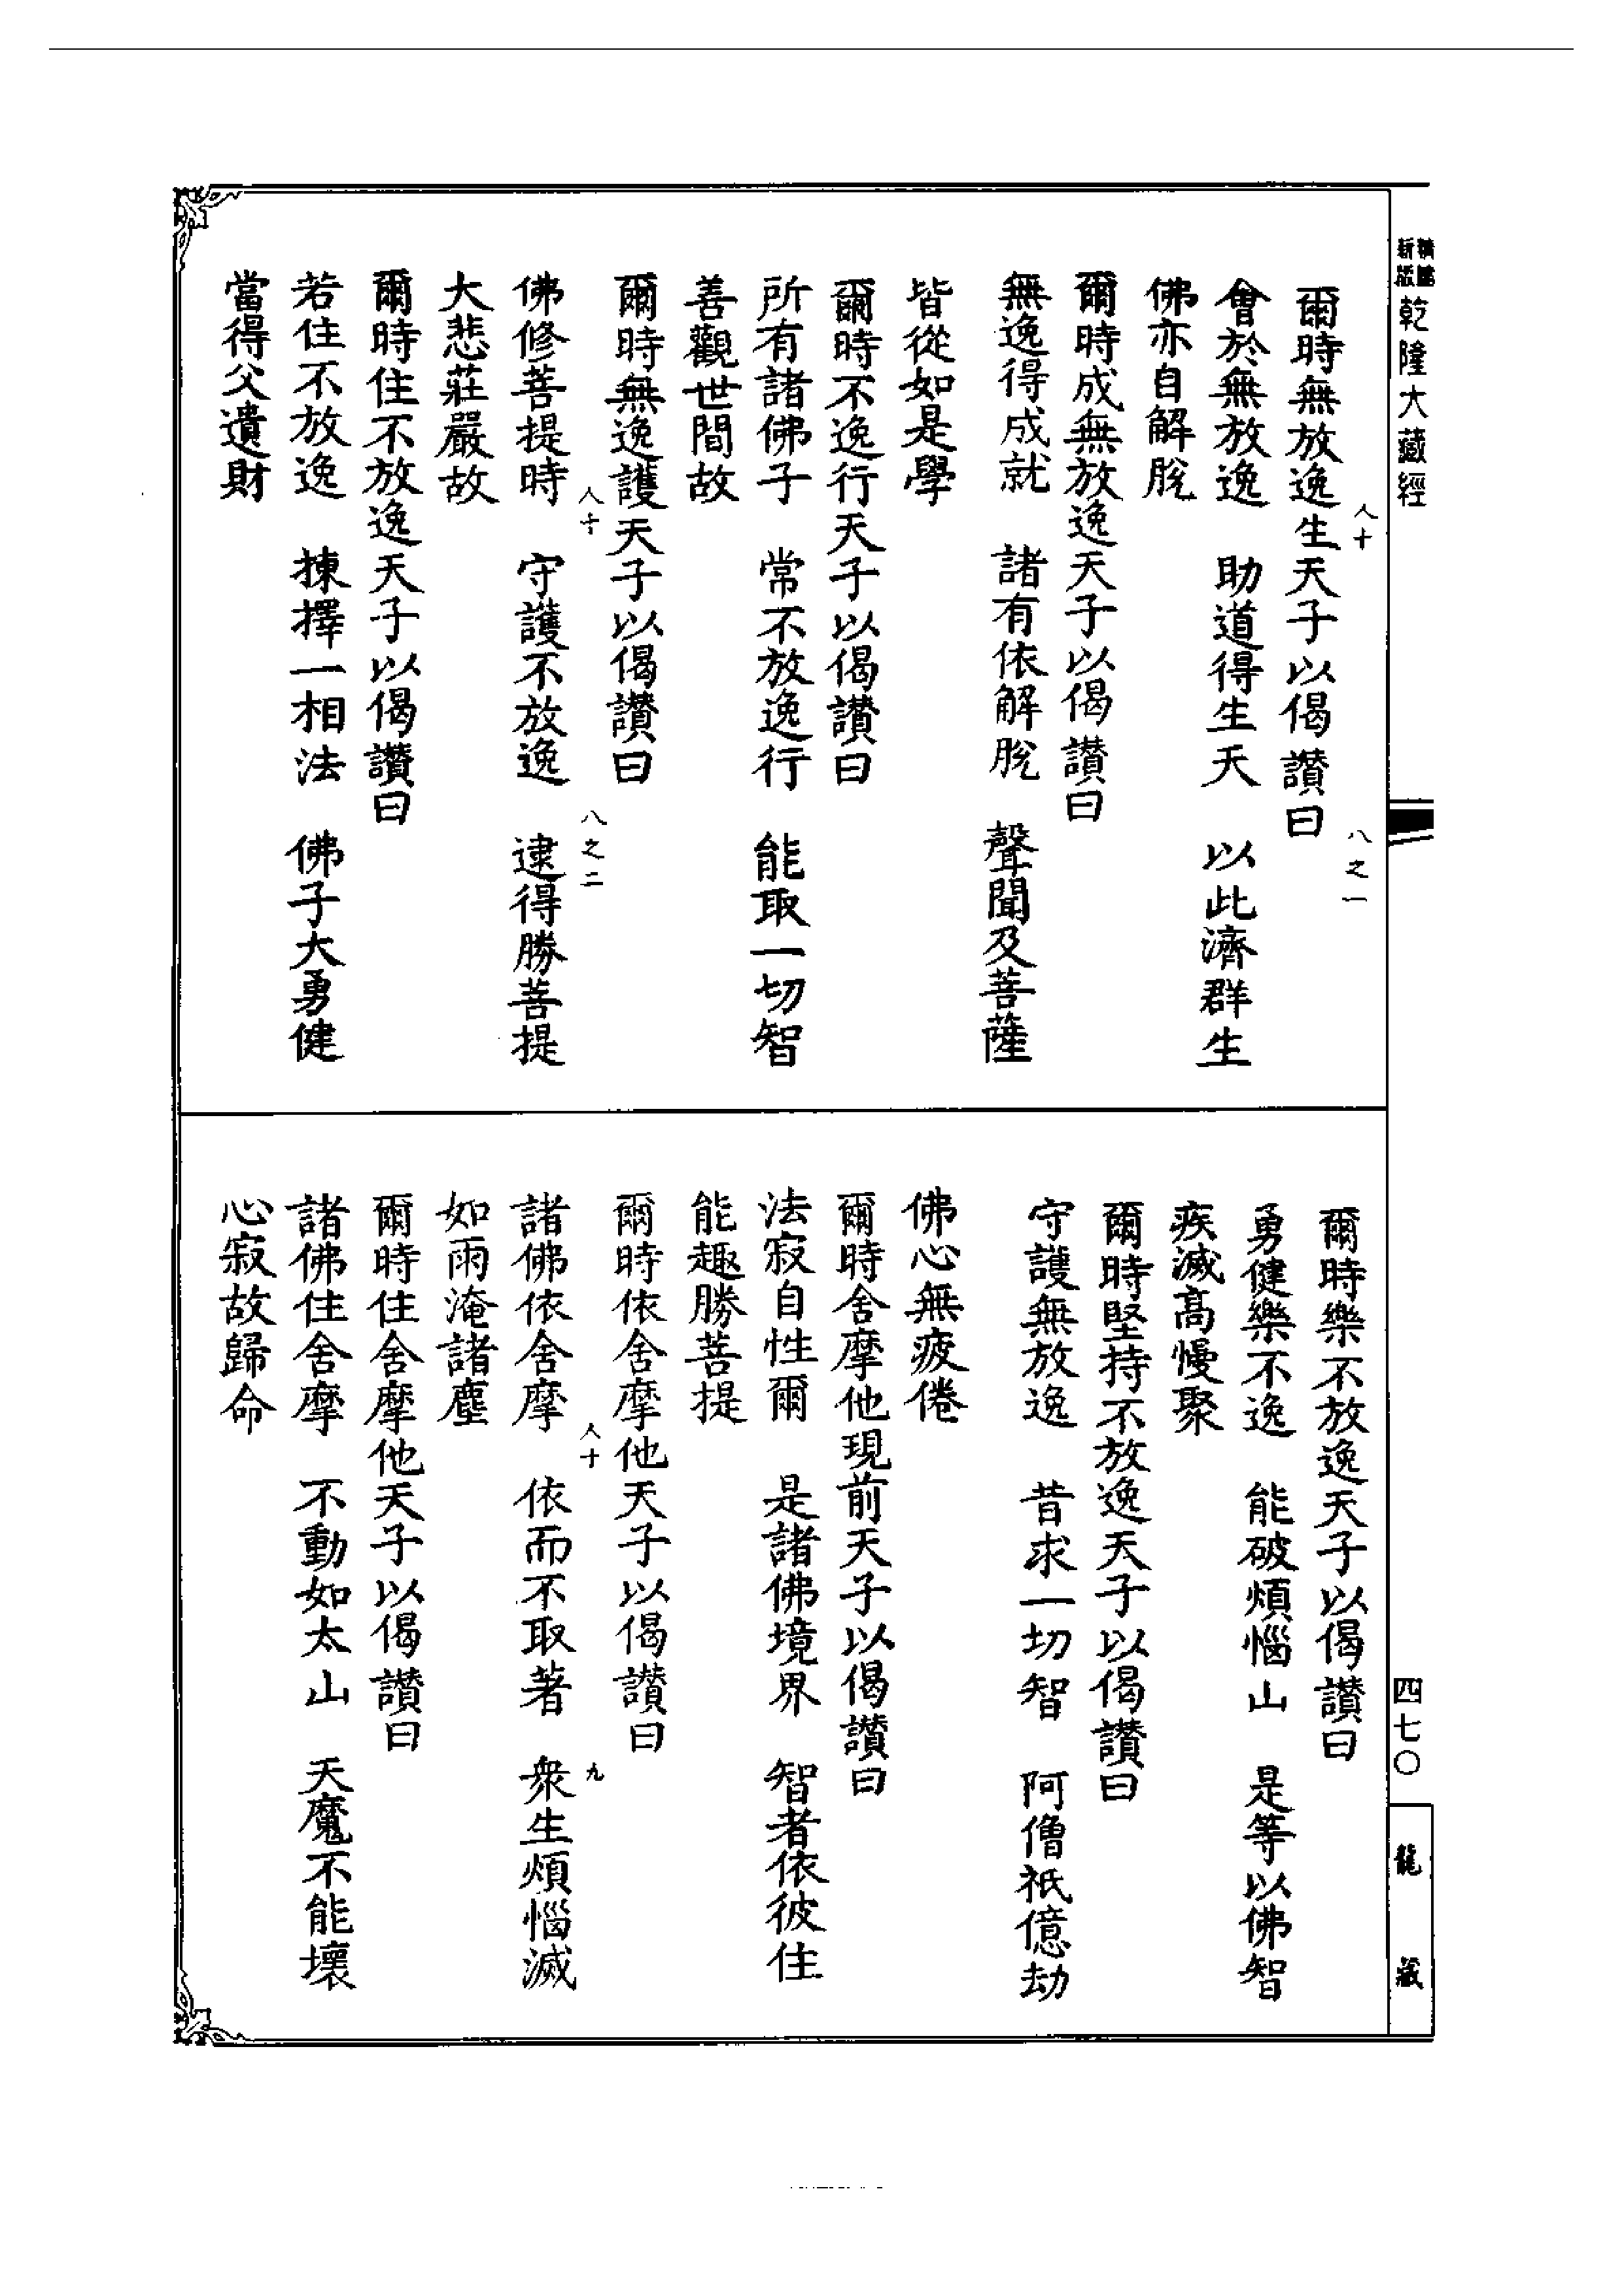 乾隆大藏經
四七〇
龍藏
人十
八之一
爾時無放逸生天子以偈讚曰
會於無放逸　助道得生天　以此濟群生
佛亦自解脫
爾時成無放逸天子以偈讚曰
無逸得成就　諸有依解脫　聲聞及菩薩
皆從如是學
爾時不逸行天子以偈讚曰
所有諸佛子　常不放逸行　能取一切智
善觀世間故
爾時無逸護天子以偈讚曰
人十
八之二
佛修菩提時　守護不放逸　逮得勝菩提
大悲莊嚴故
爾時住不放逸天子以偈讚曰
若住不放逸　揀擇一相法　佛子大勇健
當得父遺財
爾時樂不放逸天子以偈讚曰
勇健樂不逸　能破煩惱山　是等以佛智
疾滅高慢聚
爾時堅持不放逸天子以偈讚曰
守護無放逸　昔求一切智　阿僧祇億劫
佛心無疲倦
爾時舍摩他現前天子以偈讚曰
法寂自性爾　是諸佛境界　智者依彼住
能趣勝菩提
爾時依舍摩他天子以偈讚曰
人十
九
諸佛依舍摩　依而不取著　衆生煩惱滅
如雨淹諸塵
爾時住舍摩他天子以偈讚曰
諸佛住舍摩　不動如太山　天魔不能壞
心寂故歸命